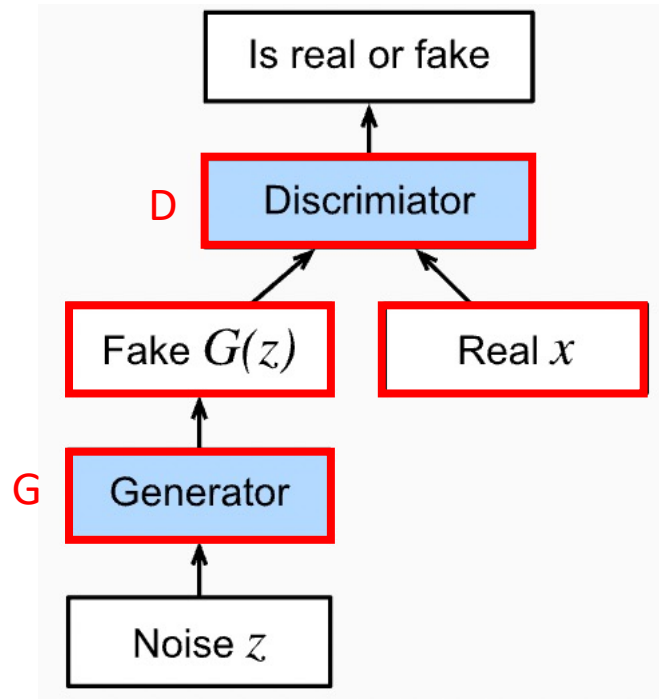 Is real or fake
D
Discrimiator
Fake G(z)
Real x
G
Generator
Noise z